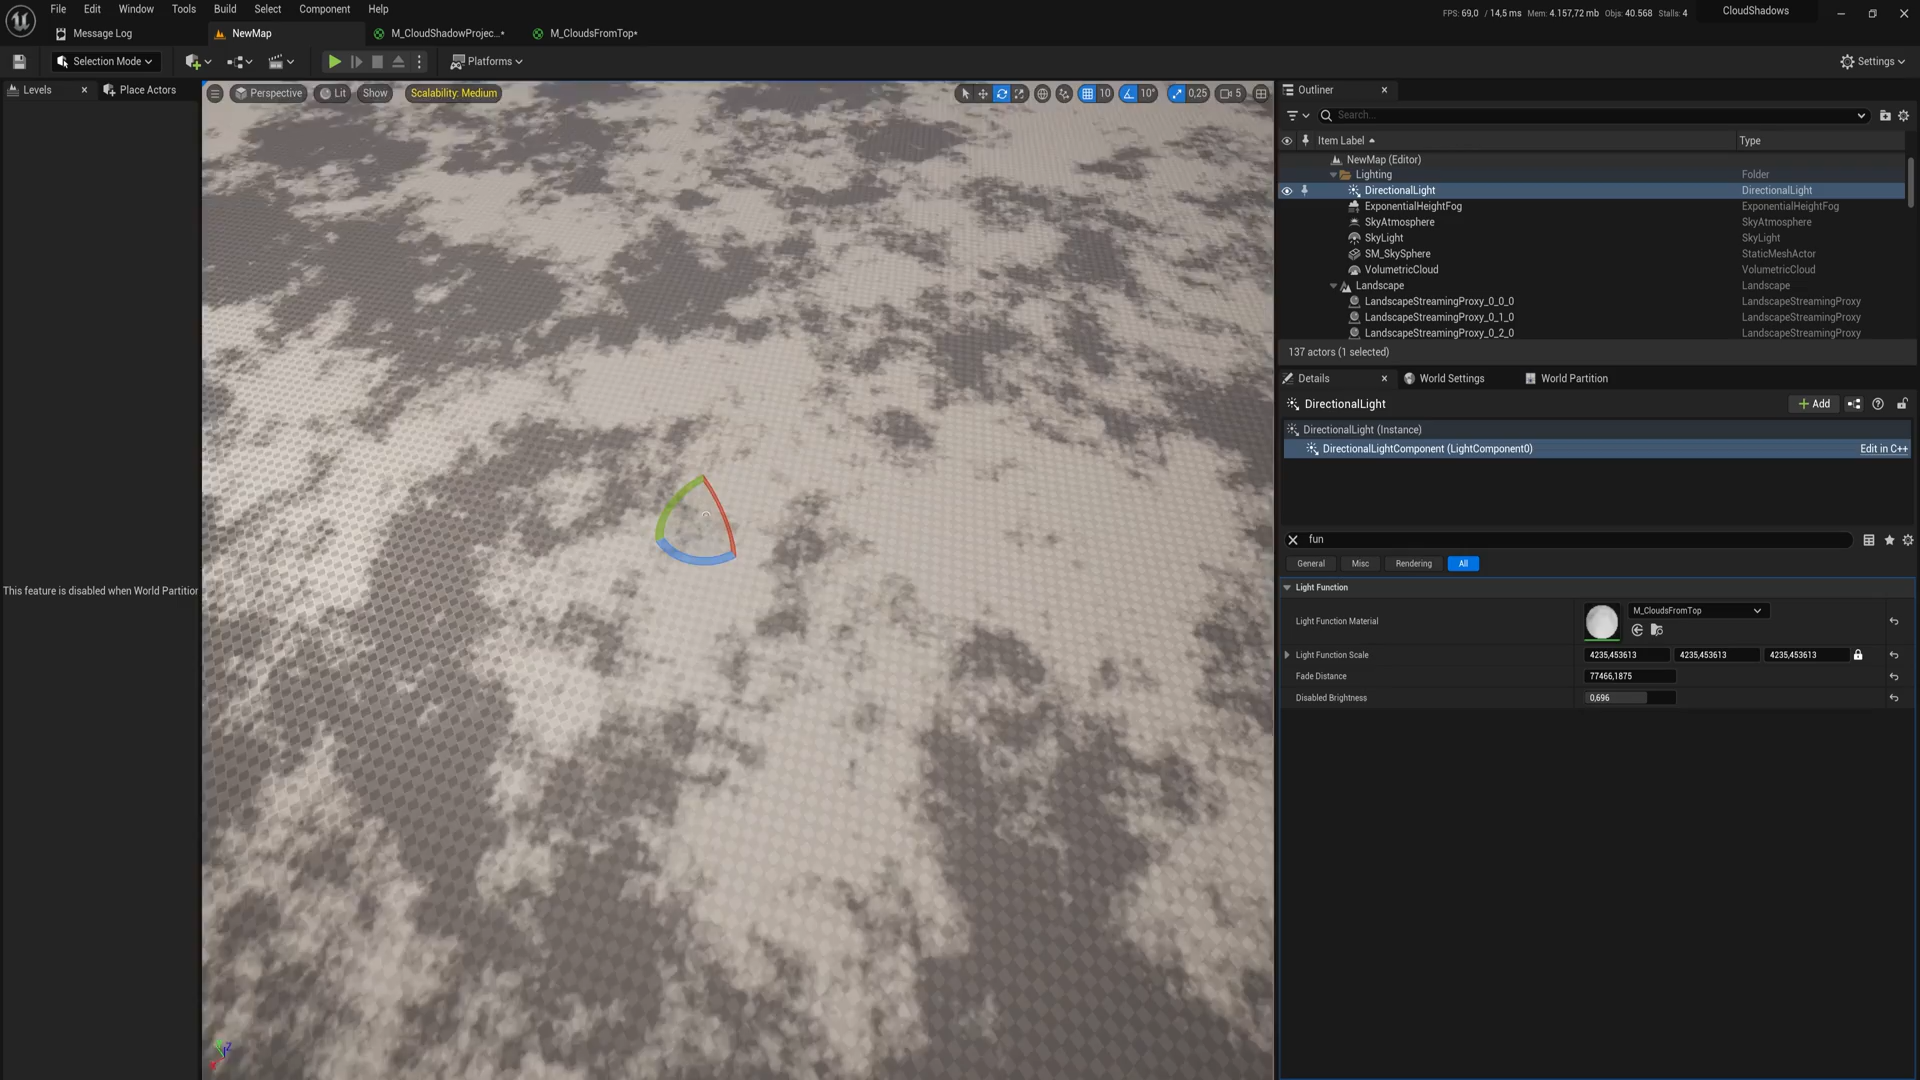 File Edit Window Tools Build Select Component Help
FPS: 69,0 / 14,5 ms Mem: 4.157,72 mb Objs: 40.568 Stalls: 4
CloudShadows
Message Log
NewMap
M_CloudShadowProjec...*
M_CloudsFromTop*
Selection Mode
Platforms
Settings
Levels
Place Actors
Perspective
Lit
Show
Scalability: Medium
10
10°
0,25
5
This feature is disabled when World Partition
Outliner
Search...
Item Label
Type
NewMap (Editor)
Lighting Folder
DirectionalLight DirectionalLight
ExponentialHeightFog ExponentialHeightFog
SkyAtmosphere SkyAtmosphere
SkyLight SkyLight
SM_SkySphere StaticMeshActor
VolumetricCloud VolumetricCloud
Landscape Landscape
LandscapeStreamingProxy_0_0_0 LandscapeStreamingProxy
LandscapeStreamingProxy_0_1_0 LandscapeStreamingProxy
LandscapeStreamingProxy_0_2_0 LandscapeStreamingProxy
137 actors (1 selected)
Details
World Settings
World Partition
DirectionalLight
Add
DirectionalLight (Instance)
DirectionalLightComponent (LightComponent0) Edit in C++
fun
General Misc Rendering All
Light Function
Light Function Material M_CloudsFromTop
Light Function Scale 4235,453613 4235,453613 4235,453613
Fade Distance 77466,1875
Disabled Brightness 0,696